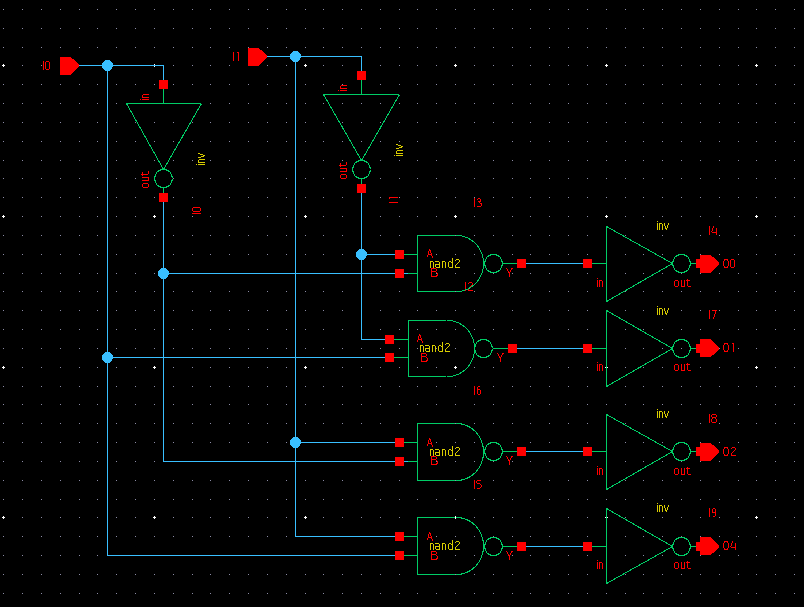 I0
I1
in
in
inv
inv
out
out
I0
I1
I3
inv
I4
A
nand2
B
Y
in
out
O0
I2
inv
I7
A
nand2
B
Y
in
out
O1
I6
inv
I8
A
nand2
B
Y
in
out
O2
I5
inv
I9
A
nand2
B
Y
in
out
O4